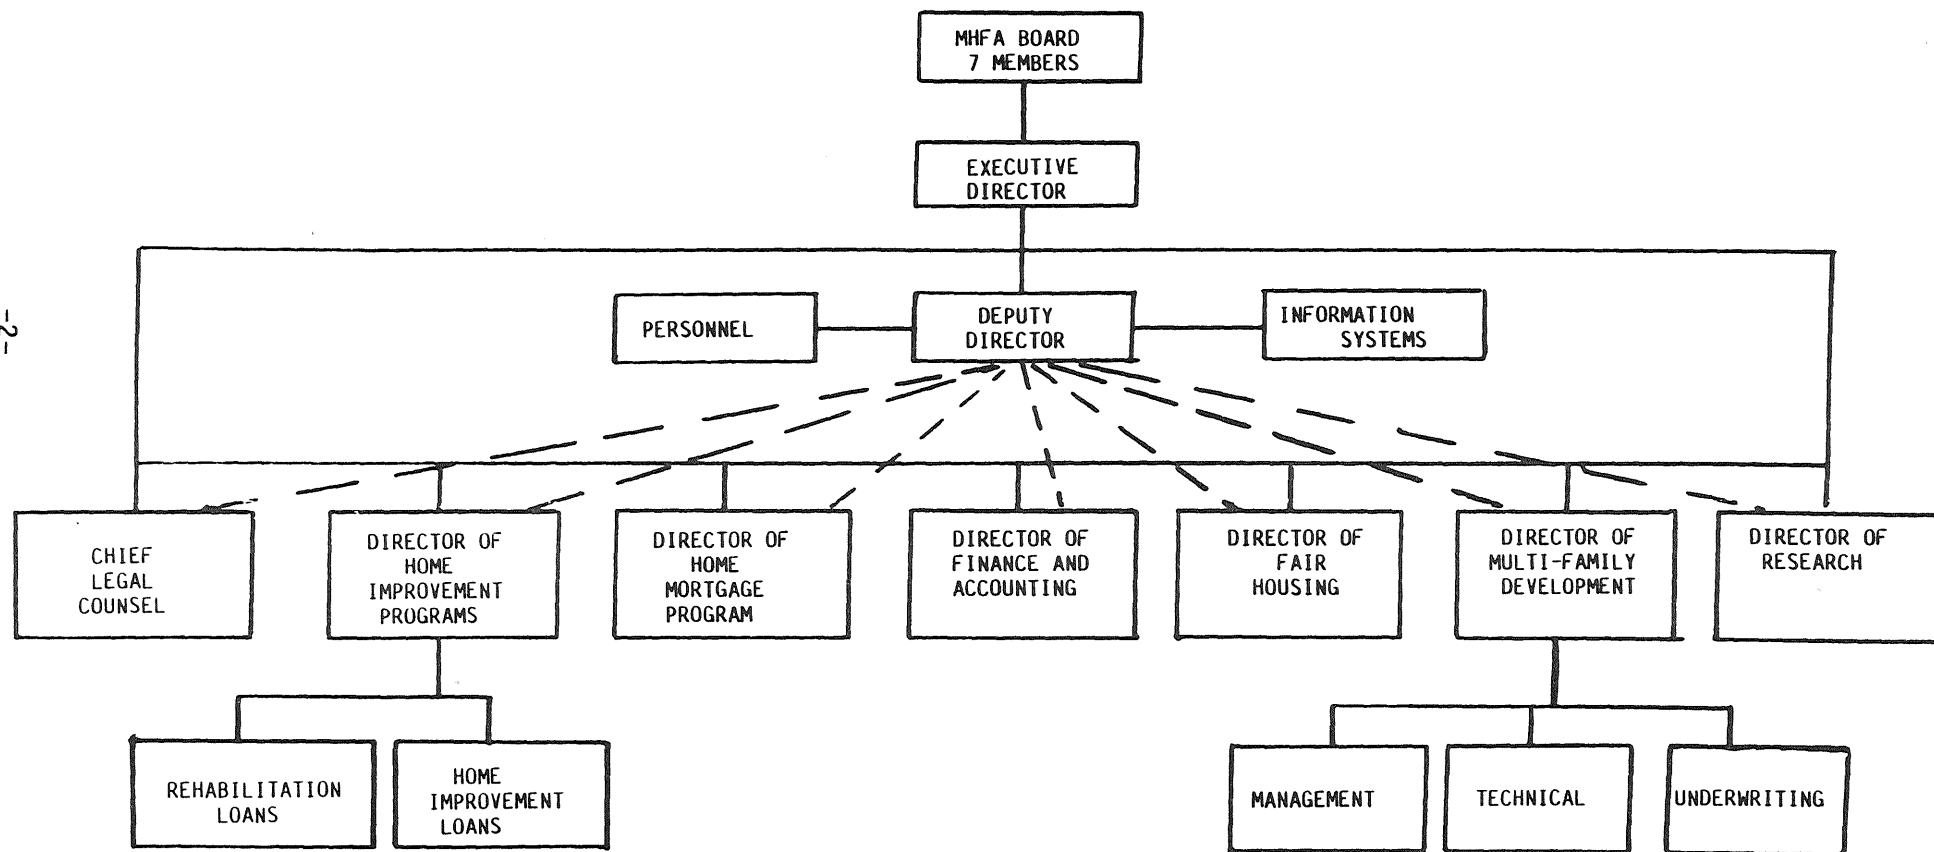 MHFA BOARD
7 MEMBERS
EXECUTIVE
DIRECTOR
-2-
PERSONNEL
DEPUTY
DIRECTOR
INFORMATION
SYSTEMS
CHIEF
LEGAL
COUNSEL
DIRECTOR OF
HOME
IMPROVEMENT
PROGRAMS
DIRECTOR OF
HOME
MORTGAGE
PROGRAM
DIRECTOR OF
FINANCE AND
ACCOUNTING
DIRECTOR OF
FAIR
HOUSING
DIRECTOR OF
MULTI-FAMILY
DEVELOPMENT
DIRECTOR OF
RESEARCH
REHABILITATION
LOANS
HOME
IMPROVEMENT
LOANS
MANAGEMENT
TECHNICAL
UNDERWRITING